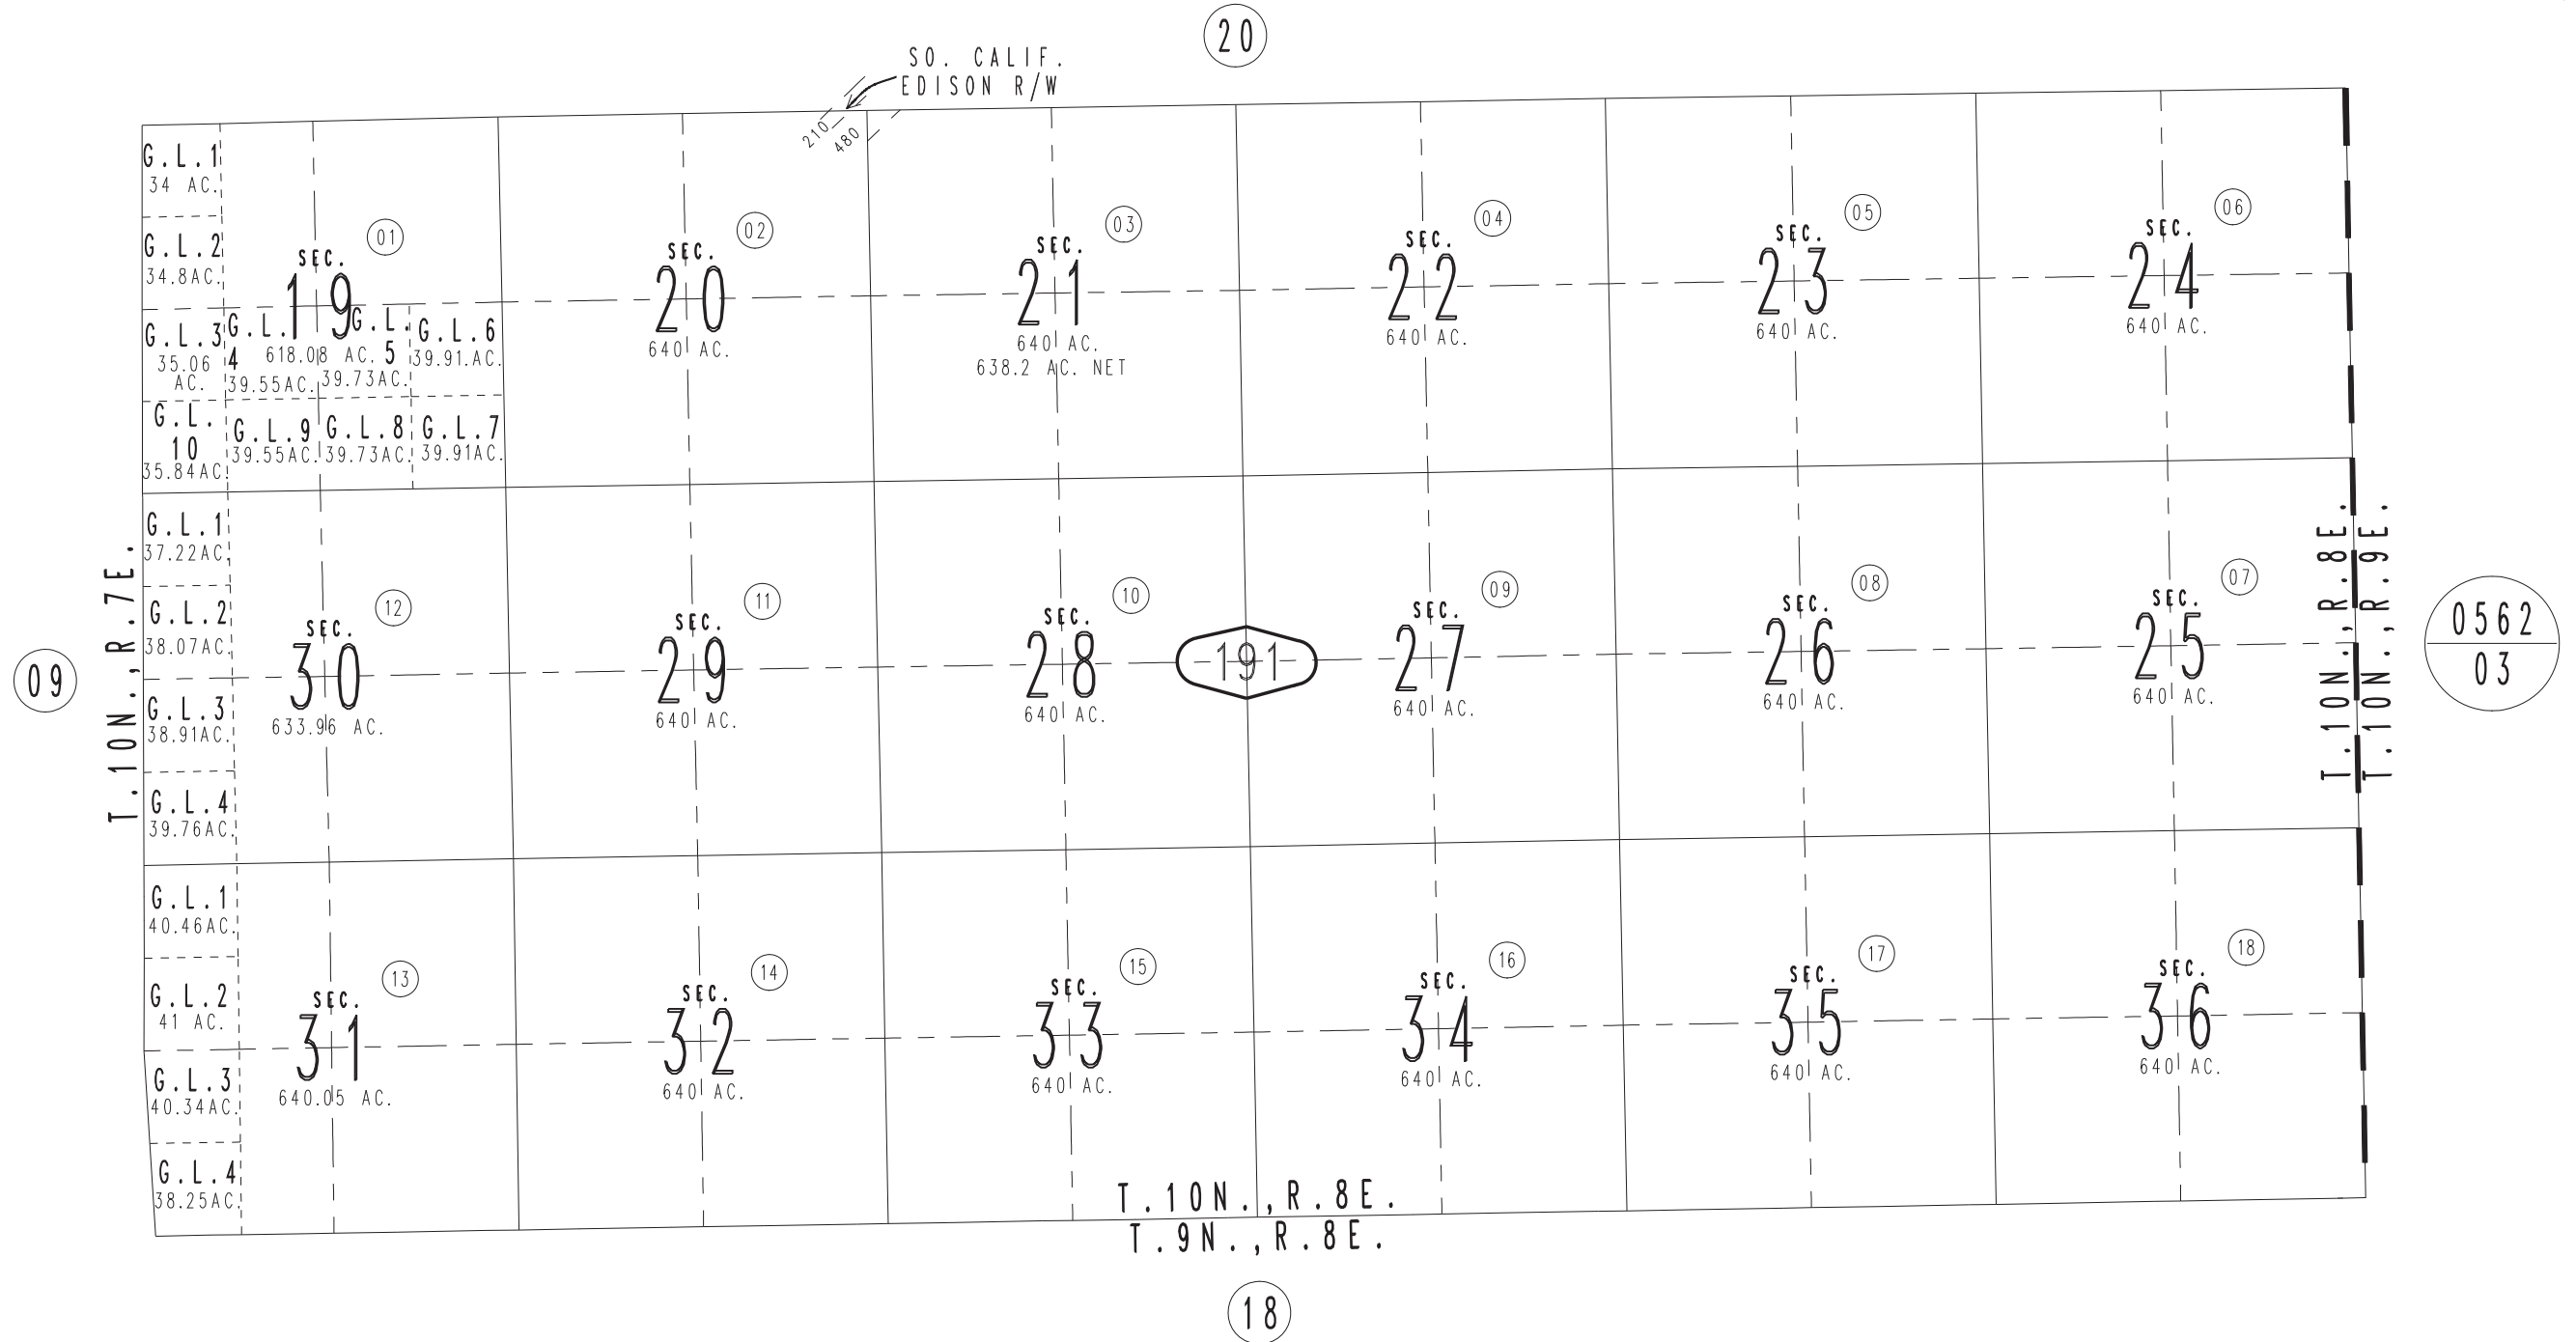 20
SO. CALIF.
EDISON R/W
210
480
G.L.1
34 AC.
G.L.2
34.8AC.
G.L.3
35.06
AC.
G.L.
10
35.84AC.
01
SEC.
19
618.08 AC.
G.L.
4
39.55AC.
G.L.
5
39.73AC.
G.L.6
39.91.AC.
G.L.9
39.55AC.
G.L.8
39.73AC.
G.L.7
39.91AC.
02
SEC.
20
640 AC.
03
SEC.
21
640 AC.
638.2 AC. NET
04
SEC.
22
640 AC.
05
SEC.
23
640 AC.
06
SEC.
24
640 AC.
09
T.10N.,R.7E.
G.L.1
37.22AC.
G.L.2
38.07AC.
G.L.3
38.91AC.
G.L.4
39.76AC.
12
SEC.
30
633.96 AC.
11
SEC.
29
640 AC.
10
SEC.
28
640 AC.
191
09
SEC.
27
640 AC.
08
SEC.
26
640 AC.
07
SEC.
25
640 AC.
T.10N.,R.8E.
T.10N.,R.9E.
0562
03
G.L.1
40.46AC.
G.L.2
41 AC.
G.L.3
40.34AC.
G.L.4
38.25AC.
13
SEC.
31
640.05 AC.
14
SEC.
32
640 AC.
15
SEC.
33
640 AC.
16
SEC.
34
640 AC.
17
SEC.
35
640 AC.
18
SEC.
36
640 AC.
T.10N.,R.8E.
T.9N.,R.8E.
18